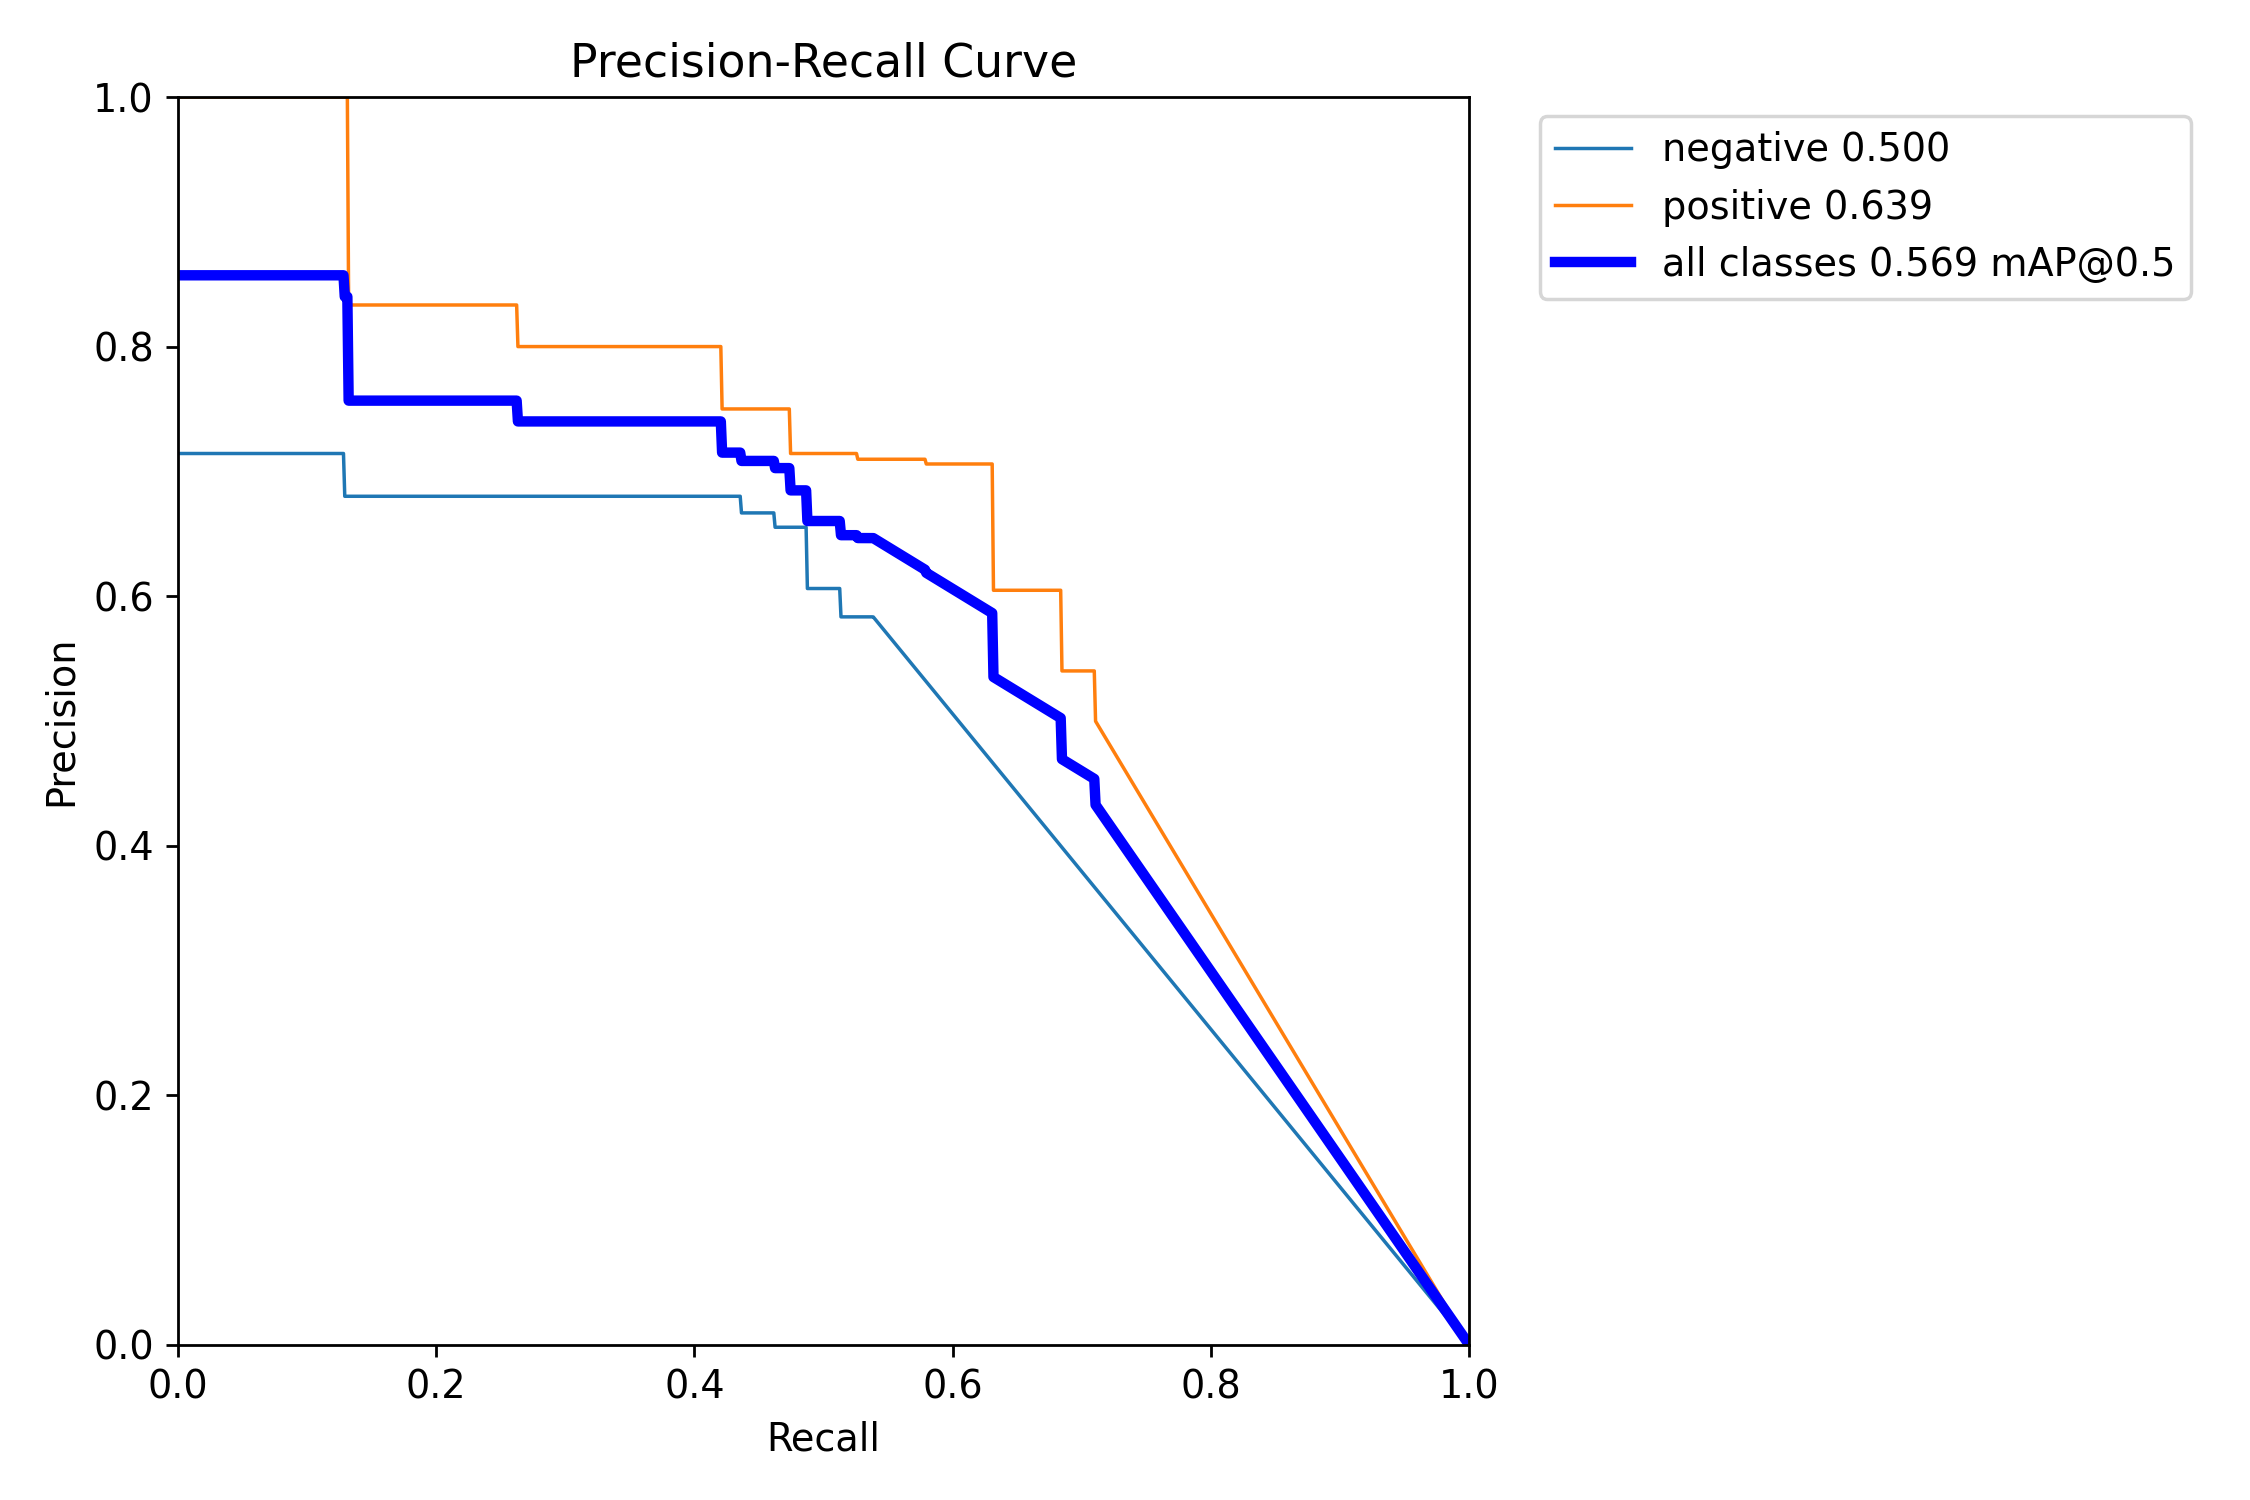 Precision-Recall Curve
1.0
0.8
0.6
0.4
0.2
0.0
Precision
0.0 0.2 0.4 0.6 0.8 1.0
Recall
negative 0.500
positive 0.639
all classes 0.569 mAP@0.5